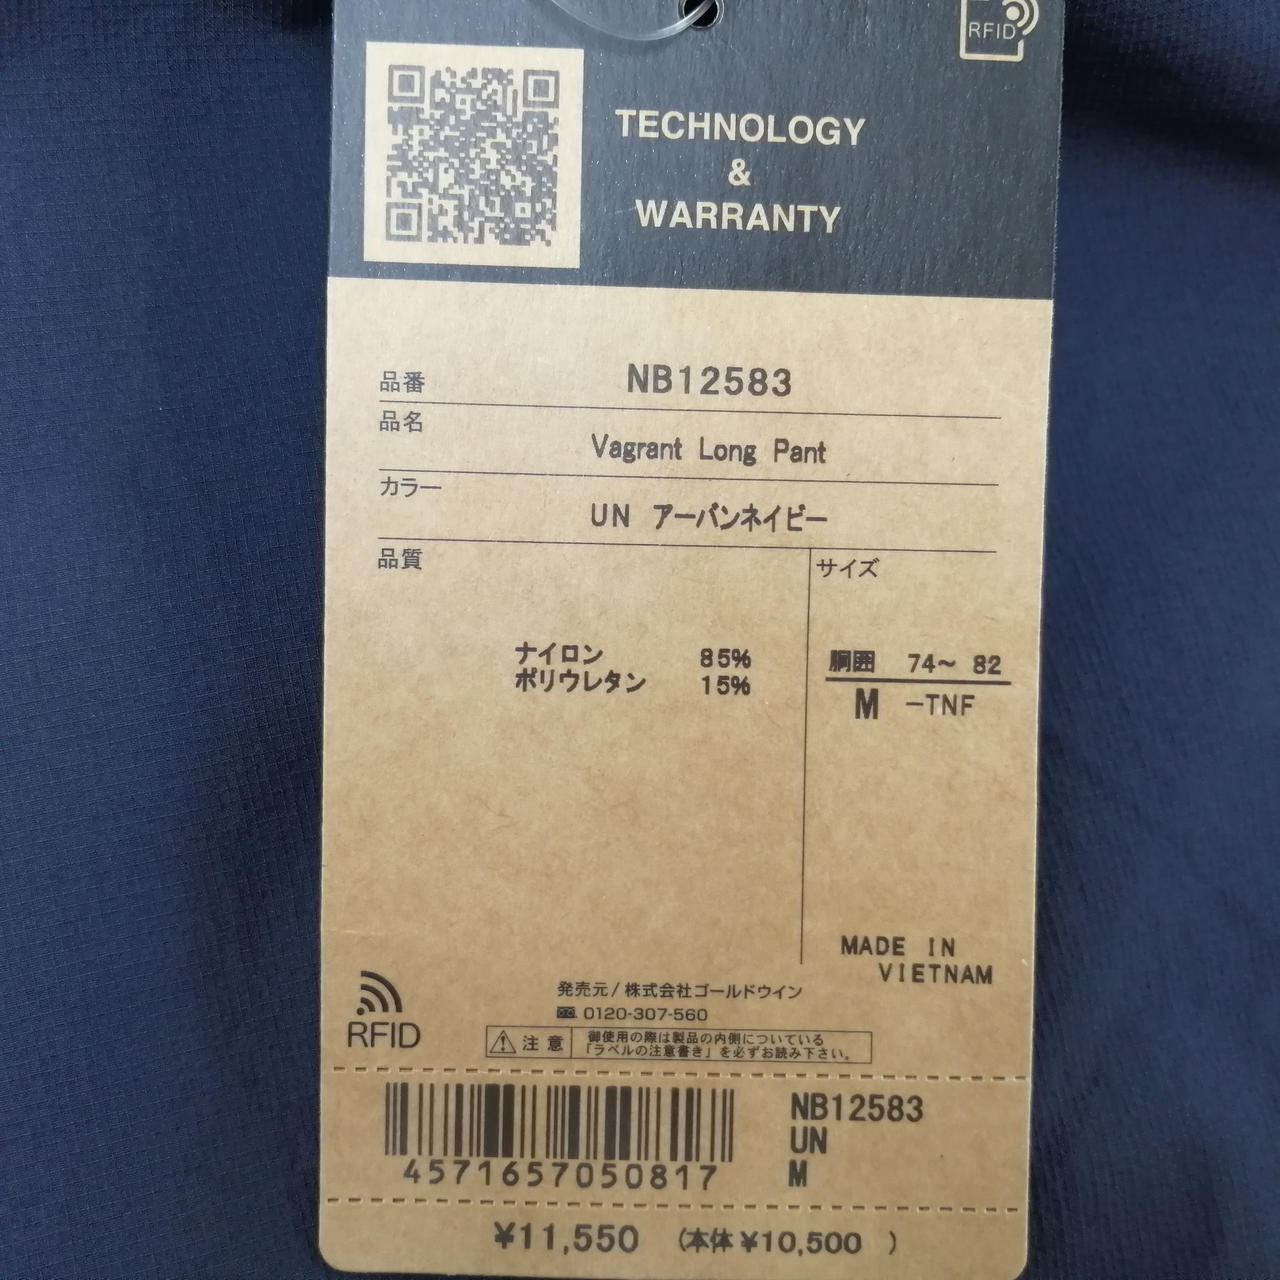 RFID
TECHNOLOGY
&
WARRANTY
品番 NB12583
品名
Vagrant Long Pant
カラー
UN アーバンネイビー
品質
サイズ
ナイロン 85%
ポリウレタン 15%
胴囲 74~ 82
M -TNF
MADE IN
VIETNAM
発売元/株式会社ゴールドウイン
0120-307-560
RFID
注意
御使用の際は製品の内側についている
「ラベルの注意書き」を必ずお読み下さい。
4571657050817
NB12583
UN
M
¥11,550 (本体 ¥10,500 )